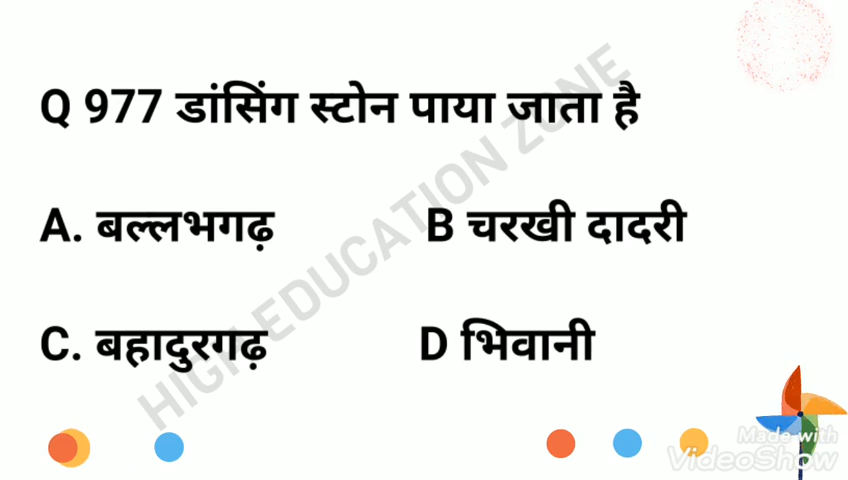 Q 977 डांसिंग स्टोन पाया जाता है
A. बल्लभगढ़ B चरखी दादरी
C. बहादुरगढ़ D भिवानी
HIGH EDUCATION ZONE
Made with
VideoShow